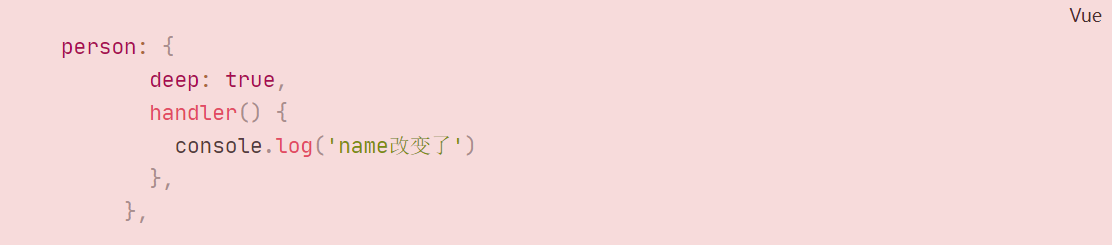 Vue
person: {
deep: true,
handler() {
console.log('name改变了')
},
},